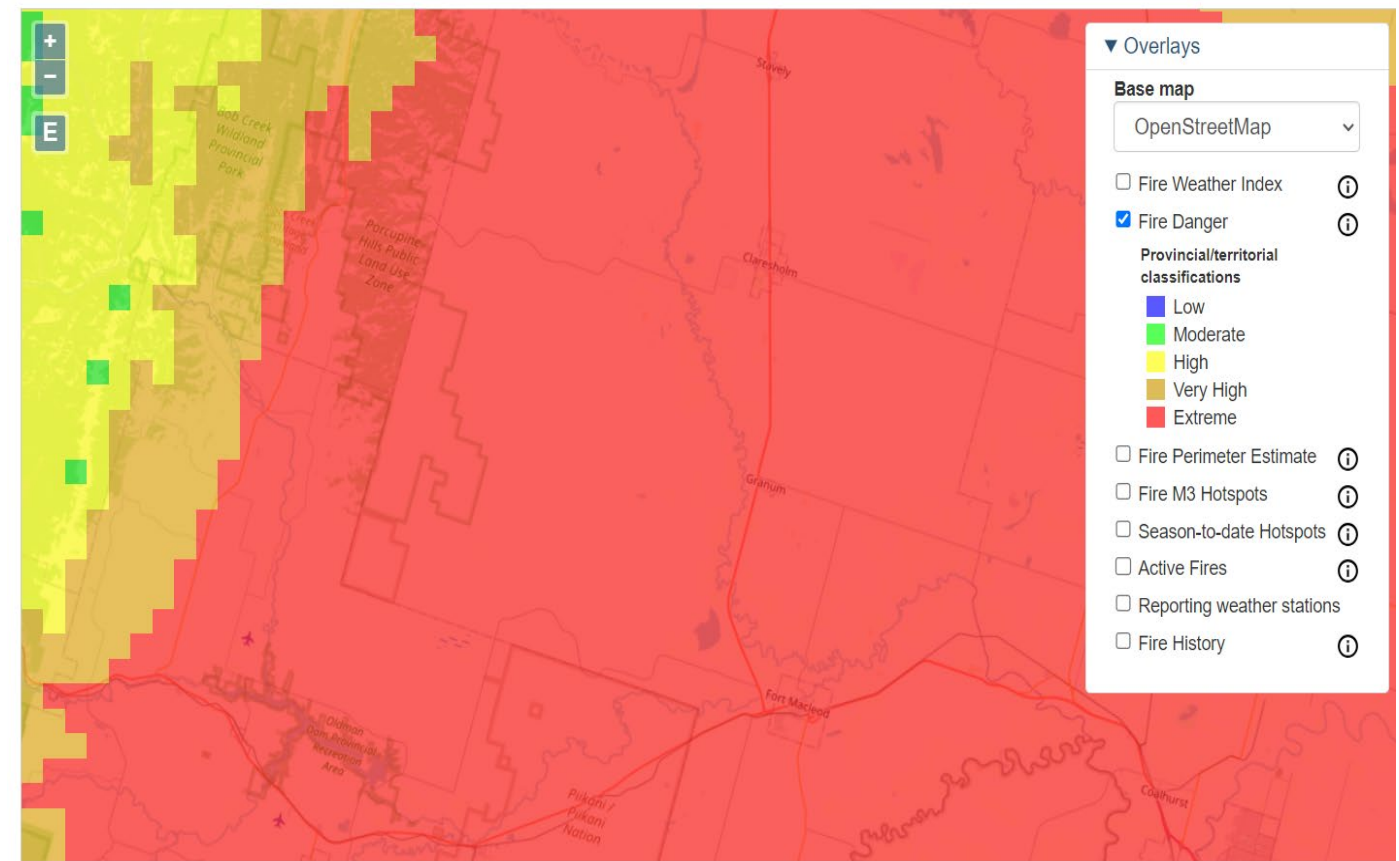 +
−
E
Bob Creek
Wildland
Provincial
Park
Porcupine
Hills Public
Land Use
Zone
Stavely
Claresholm
Granum
Fort Macleod
Oldman
Dam Provincial
Recreation
Area
Piikani /
Pukani
Nation
Coalhurst
▼ Overlays
Base map
OpenStreetMap
Fire Weather Index
Fire Danger
Provincial/territorial
classifications
Low
Moderate
High
Very High
Extreme
Fire Perimeter Estimate
Fire M3 Hotspots
Season-to-date Hotspots
Active Fires
Reporting weather stations
Fire History